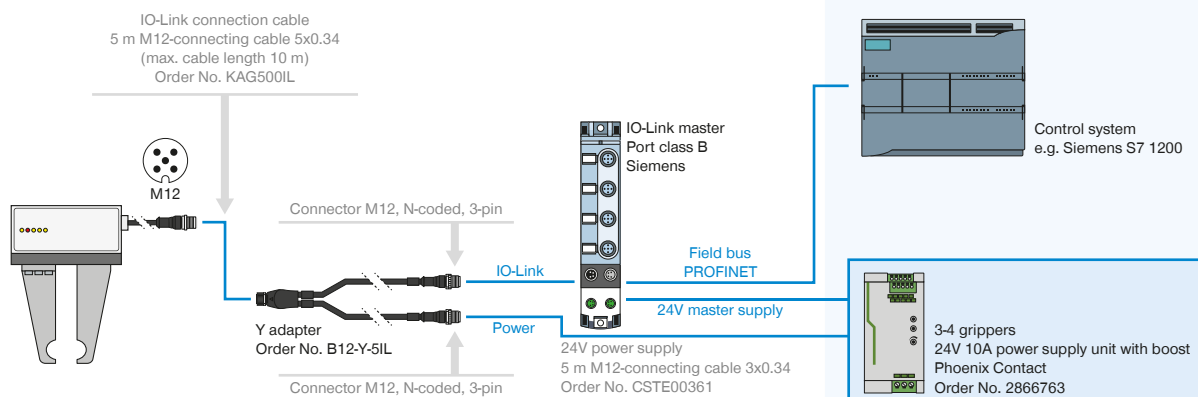 IO-Link connection cable
5 m M12-connecting cable 5x0.34
(max. cable length 10 m)
Order No. KAG500IL
M12
Connector M12, N-coded, 3-pin
IO-Link master
Port class B
Siemens
Control system
e.g. Siemens S7 1200
IO-Link
Field bus
PROFINET
24V master supply
Y adapter
Order No. B12-Y-5IL
Power
Connector M12, N-coded, 3-pin
24V power supply
5 m M12-connecting cable 3x0.34
Order No. CSTE00361
3-4 grippers
24V 10A power supply unit with boost
Phoenix Contact
Order No. 2866763